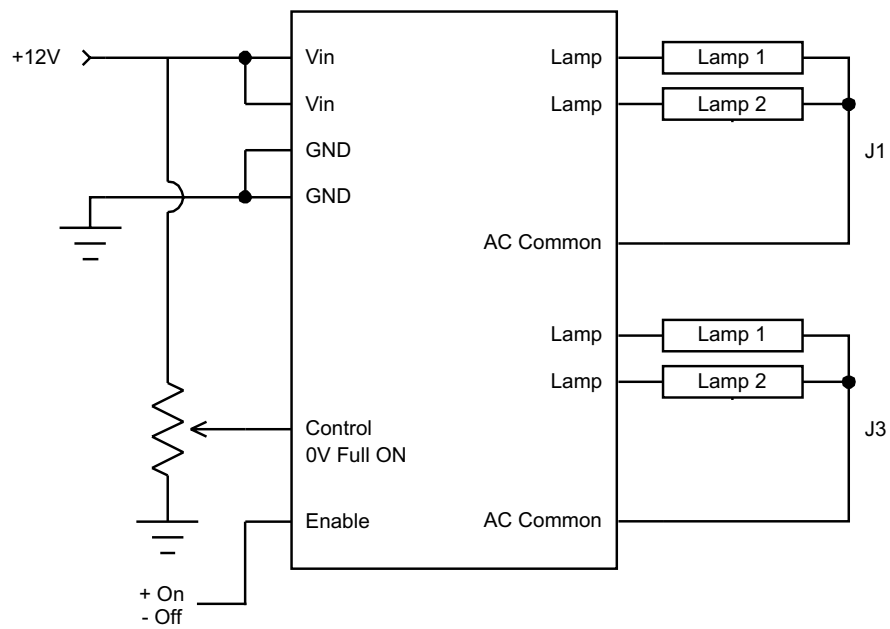 +12V
Vin
Vin
GND
GND
Control
0V Full ON
Enable
+ On
- Off
Lamp
Lamp
AC Common
Lamp
Lamp
AC Common
Lamp 1
Lamp 2
J1
Lamp 1
Lamp 2
J3